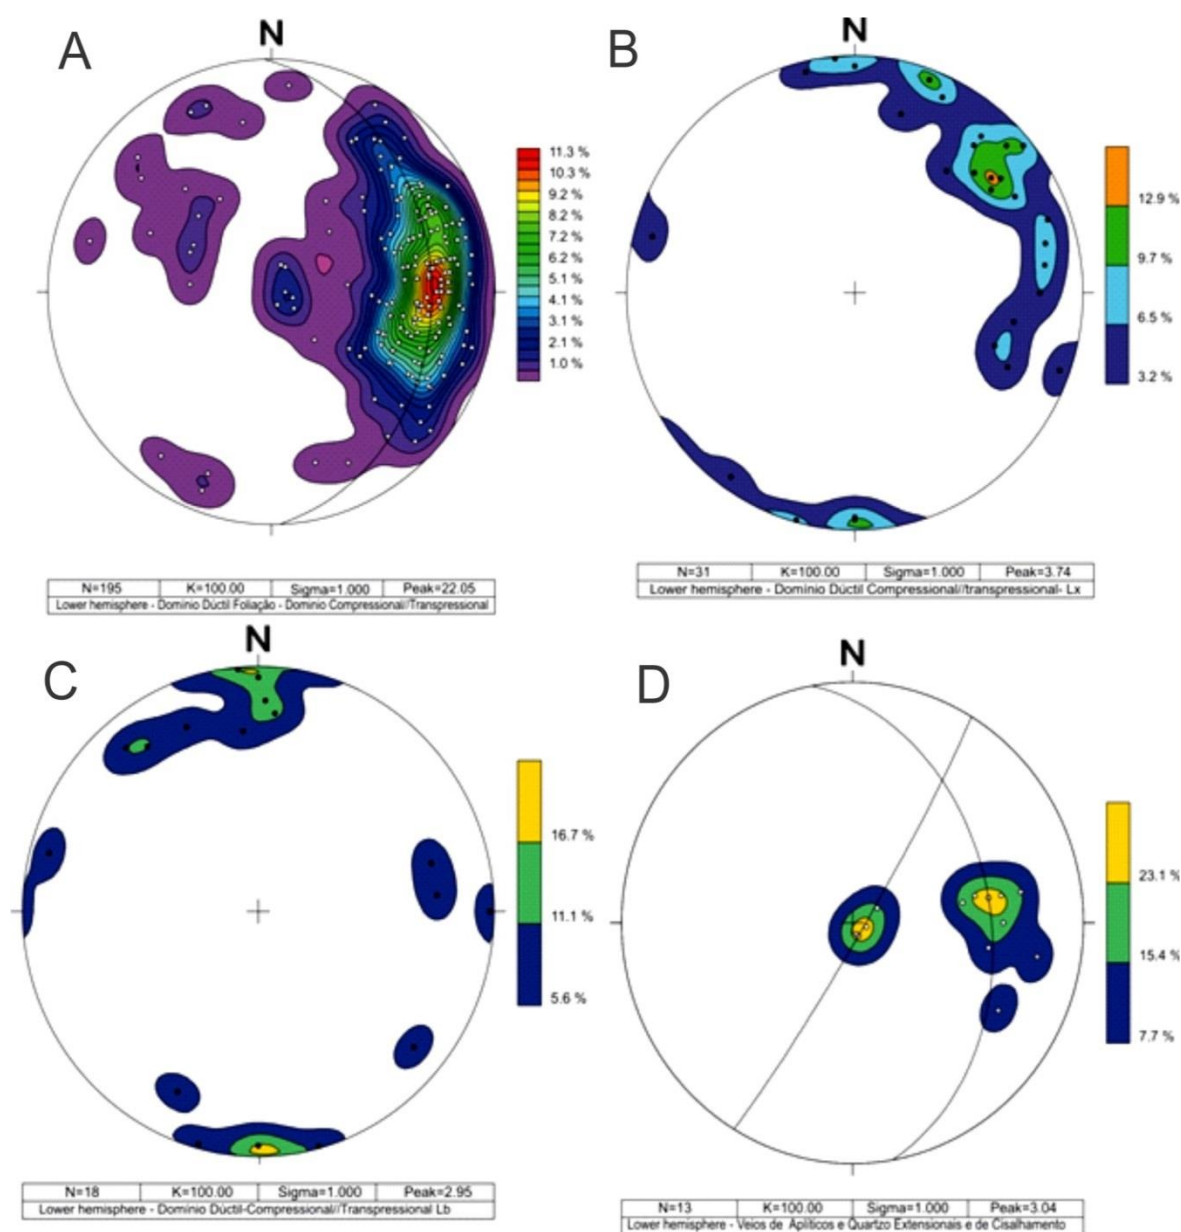 A
N
11.3 %
10.3 %
9.2 %
8.2 %
7.2 %
6.2 %
5.1 %
4.1 %
3.1 %
2.1 %
1.0 %
N=195 K=100.00 Sigma=1.000 Peak=22.05
Lower hemisphere - Domínio Dúctil Foliação - Dominio Compressional//Transpressional
B
N
12.9 %
9.7 %
6.5 %
3.2 %
N=31 K=100.00 Sigma=1.000 Peak=3.74
Lower hemisphere - Domínio Dúctil Compressional//transpressional- Lx
C
N
16.7 %
11.1 %
5.6 %
N=18 K=100.00 Sigma=1.000 Peak=2.95
Lower hemisphere - Domínio Dúctil-Compressional//Transpressional Lb
D
N
23.1 %
15.4 %
7.7 %
N=13 K=100.00 Sigma=1.000 Peak=3.04
Lower hemisphere - Veios de Aplíticos e Quartzo Extensionais e de Cisalhamento